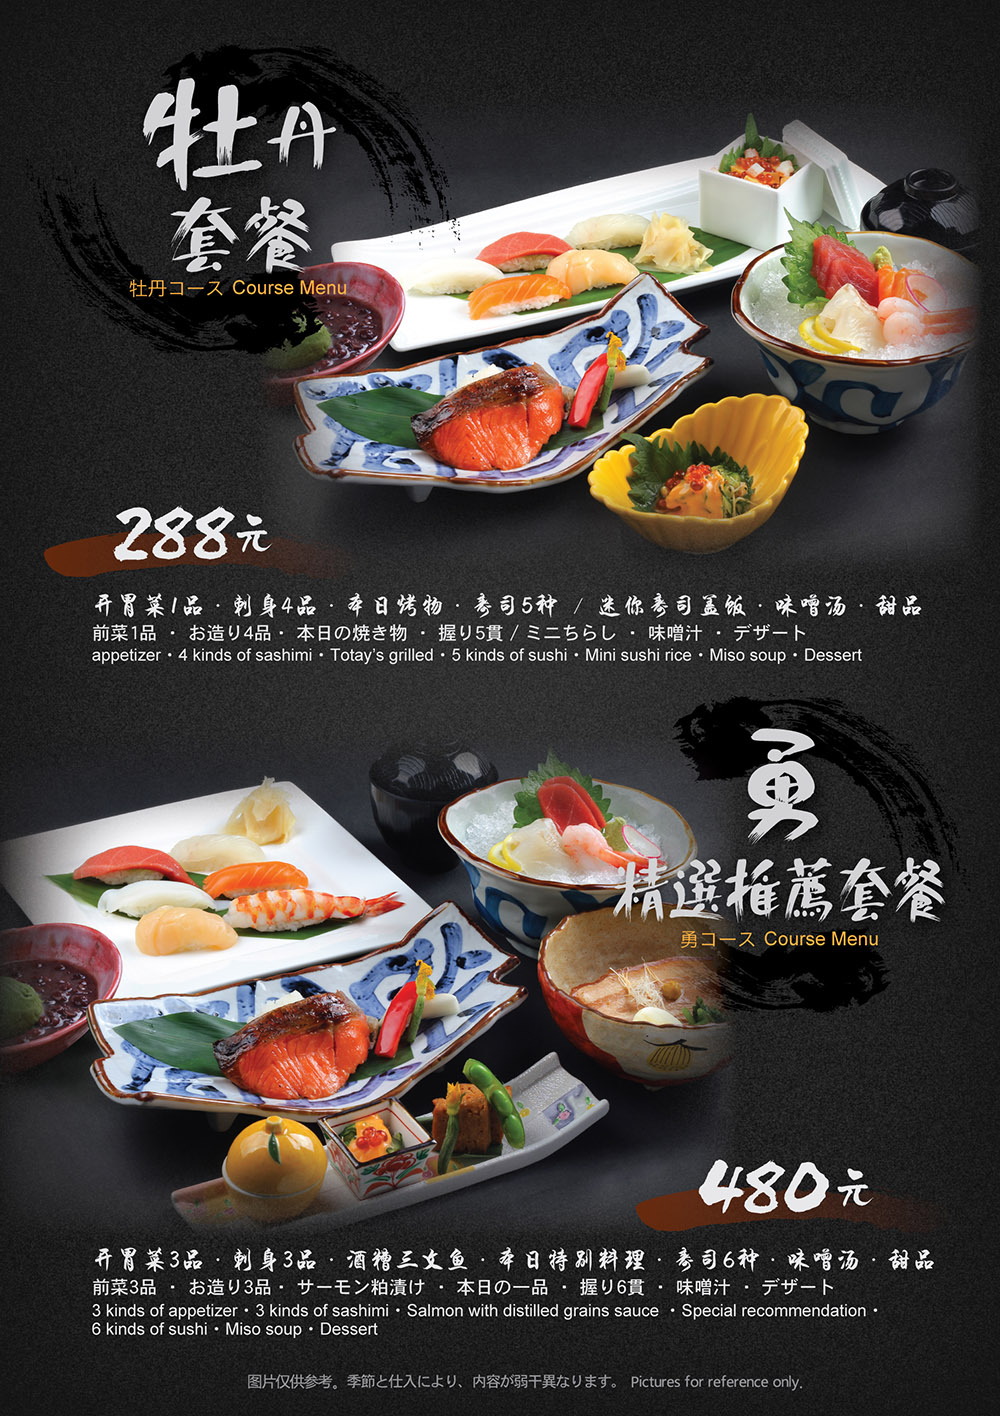 牡丹
套餐
牡丹コース Course Menu
288元
开胃菜1品 · 刺身4品 · 本日烤物 · 寿司5种 / 迷你寿司盖饭 · 味噌汤 · 甜品
前菜1品 ・ お造り4品・ 本日の焼き物 ・ 握り5貫 / ミニちらし ・ 味噌汁 ・ デザート
appetizer・4 kinds of sashimi・Totay's grilled・5 kinds of sushi・Mini sushi rice・Miso soup・Dessert
勇
精選推薦套餐
勇コース Course Menu
480元
开胃菜3品 · 刺身3品 · 酒糟三文鱼 · 本日特别料理 · 寿司6种 · 味噌汤 · 甜品
前菜3品 ・ お造り3品・ サーモン粕漬け ・ 本日の一品 ・ 握り6貫 ・ 味噌汁 ・ デザート
3 kinds of appetizer・3 kinds of sashimi・Salmon with distilled grains sauce ・Special recommendation・
6 kinds of sushi・Miso soup・Dessert
图片仅供参考。季節と仕入により、内容が弱干異なります。 Pictures for reference only.